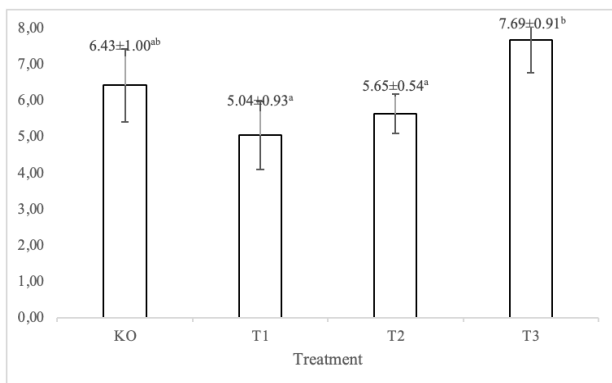 8,00
7,00
6,00
5,00
4,00
3,00
2,00
1,00
0,00
6.43±1.00ᵃᵇ
5.04±0.93ᵃ
5.65±0.54ᵃ
7.69±0.91ᵇ
KO T1 T2 T3
Treatment